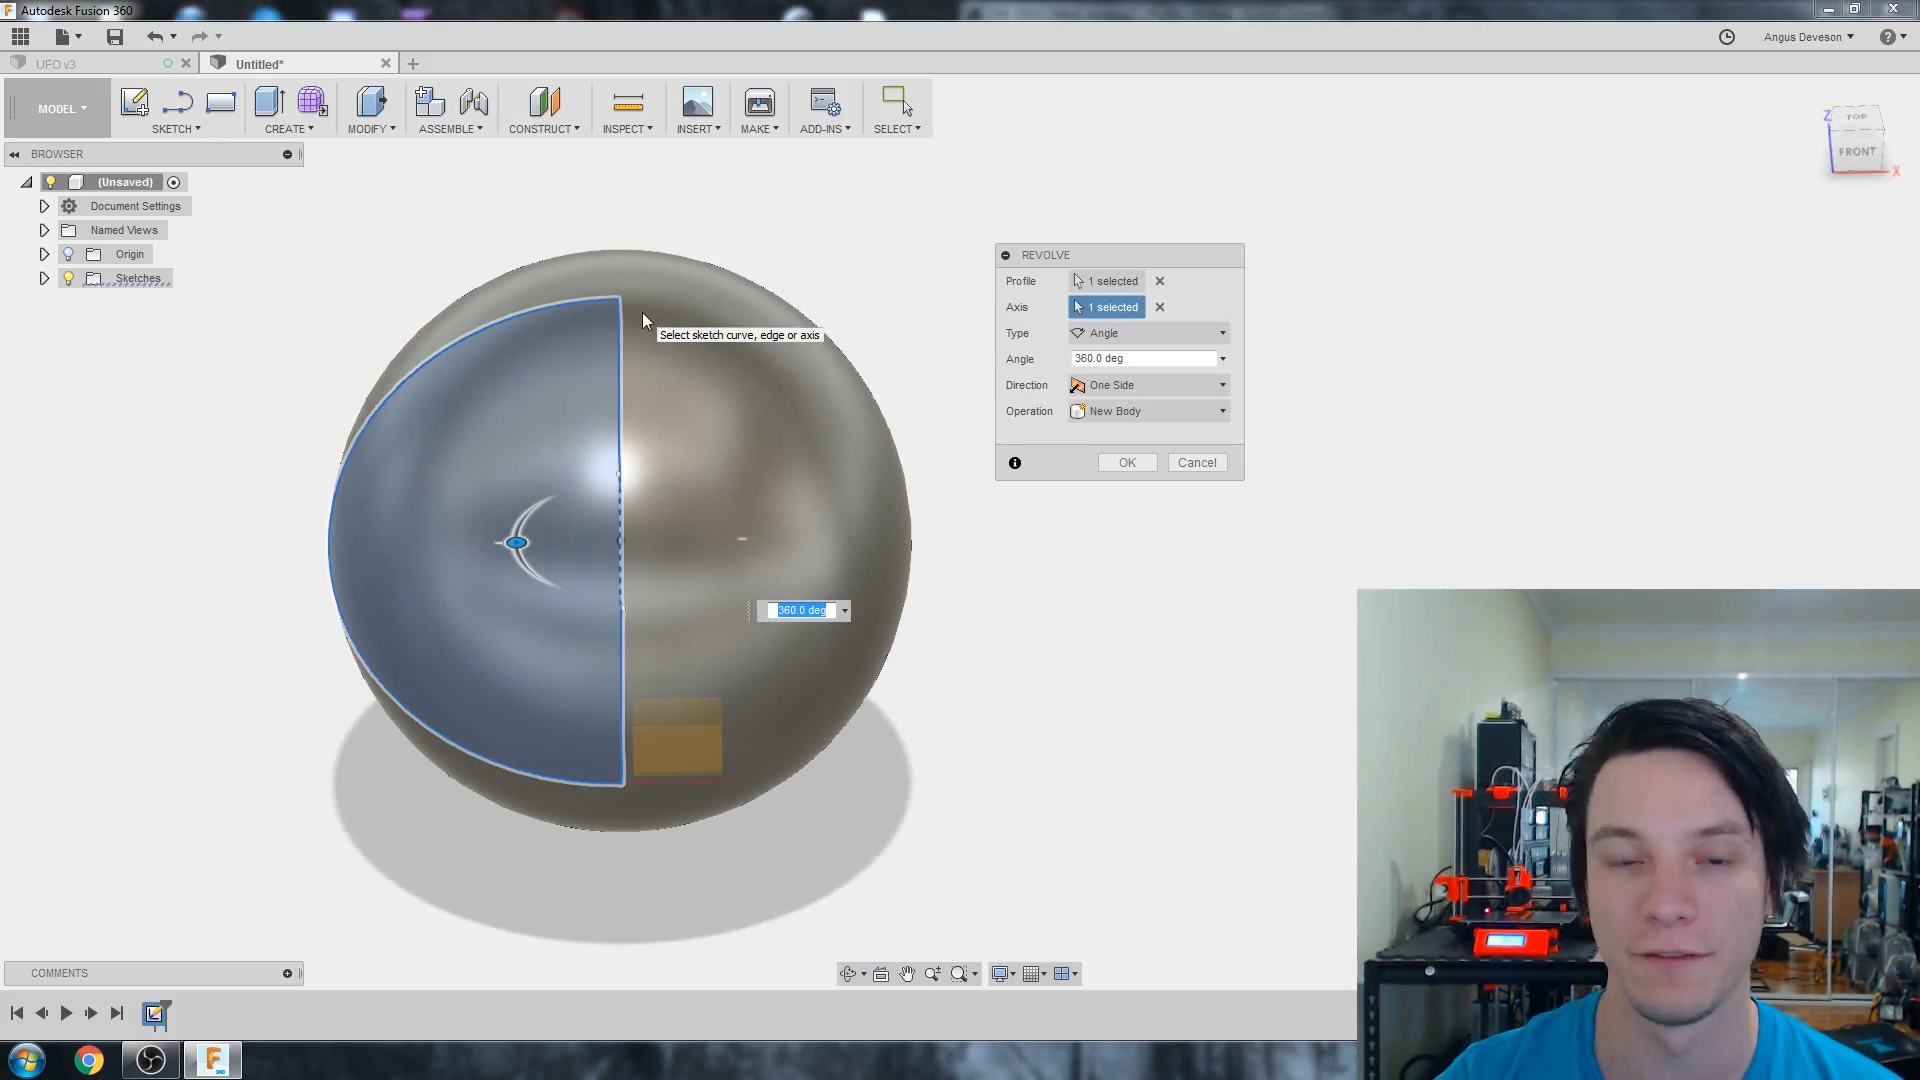 Autodesk Fusion 360
Angus Deveson
UFO v3
Untitled*
MODEL
SKETCH
CREATE
MODIFY
ASSEMBLE
CONSTRUCT
INSPECT
INSERT
MAKE
ADD-INS
SELECT
BROWSER
(Unsaved)
Document Settings
Named Views
Origin
Sketches
TOP
FRONT
Z
X
REVOLVE
Profile 1 selected
Axis 1 selected
Type Angle
Angle 360.0 deg
Direction One Side
Operation New Body
OK Cancel
Select sketch curve, edge or axis
360.0 deg
COMMENTS